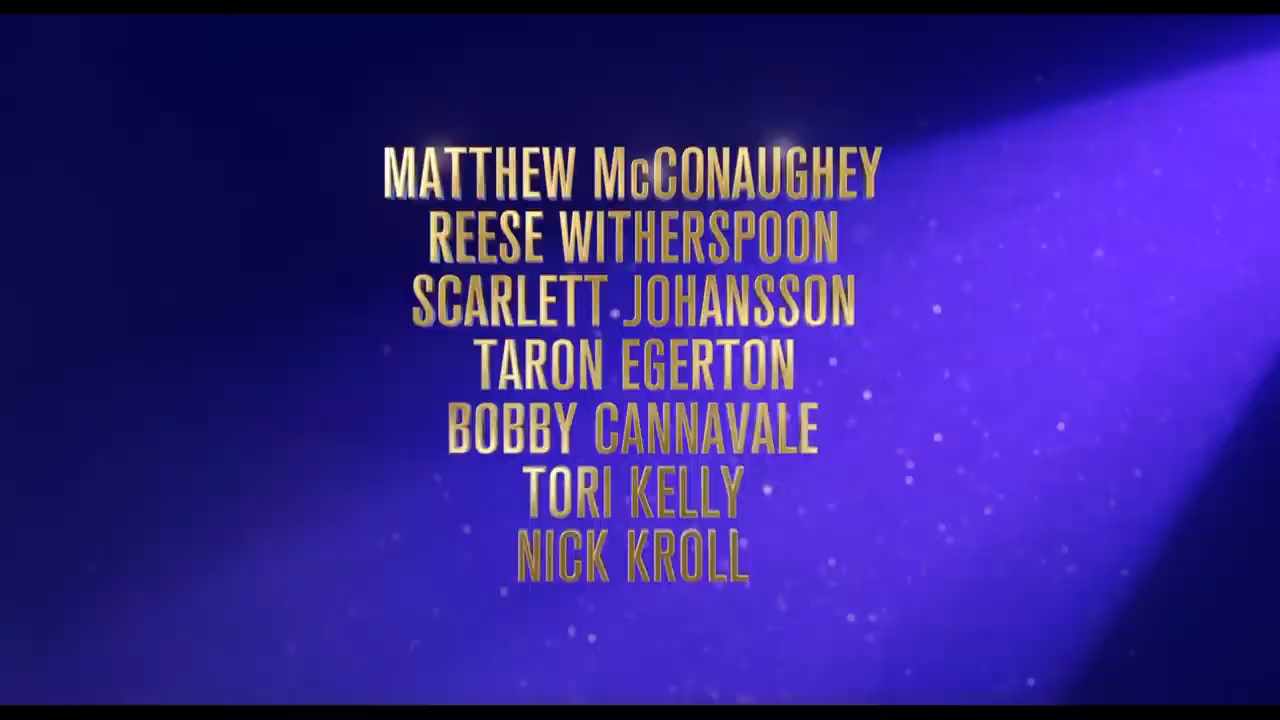 MATTHEW McCONAUGHEY
REESE WITHERSPOON
SCARLETT JOHANSSON
TARON EGERTON
BOBBY CANNAVALE
TORI KELLY
NICK KROLL